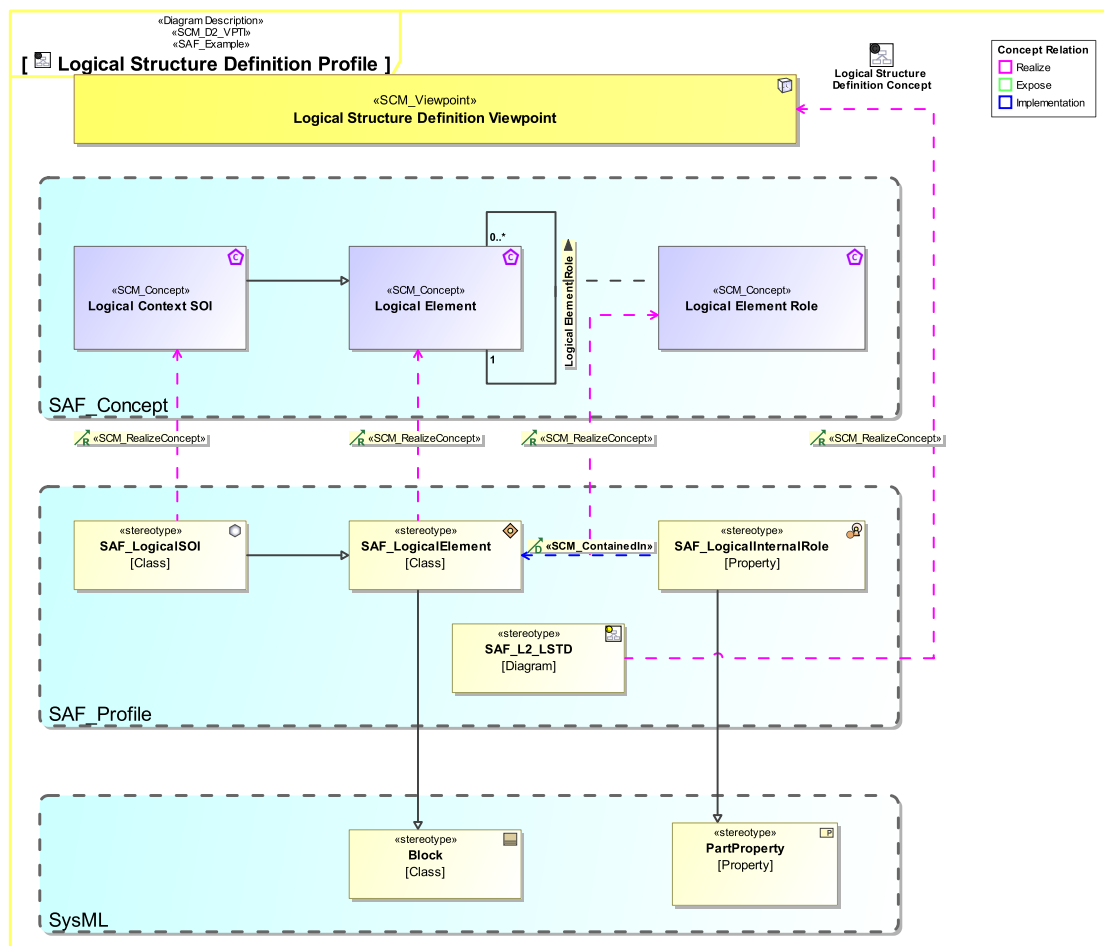 «Diagram Description»
«SCM_D2_VPTI»
«SAF_Example»
[ Logical Structure Definition Profile ]
Logical Structure
Definition Concept
Concept Relation
Realize
Expose
Implementation
«SCM_Viewpoint»
Logical Structure Definition Viewpoint
«SCM_Concept»
Logical Context SOI
«SCM_Concept»
Logical Element
0..*
1
Logical Element Role
«SCM_Concept»
Logical Element Role
SAF_Concept
«SCM_RealizeConcept»
«SCM_RealizeConcept»
«SCM_RealizeConcept»
«SCM_RealizeConcept»
«stereotype»
SAF_LogicalSOI
[Class]
«stereotype»
SAF_LogicalElement
[Class]
«SCM_ContainedIn»
«stereotype»
SAF_LogicalInternalRole
[Property]
«stereotype»
SAF_L2_LSTD
[Diagram]
SAF_Profile
«stereotype»
Block
[Class]
«stereotype»
PartProperty
[Property]
SysML